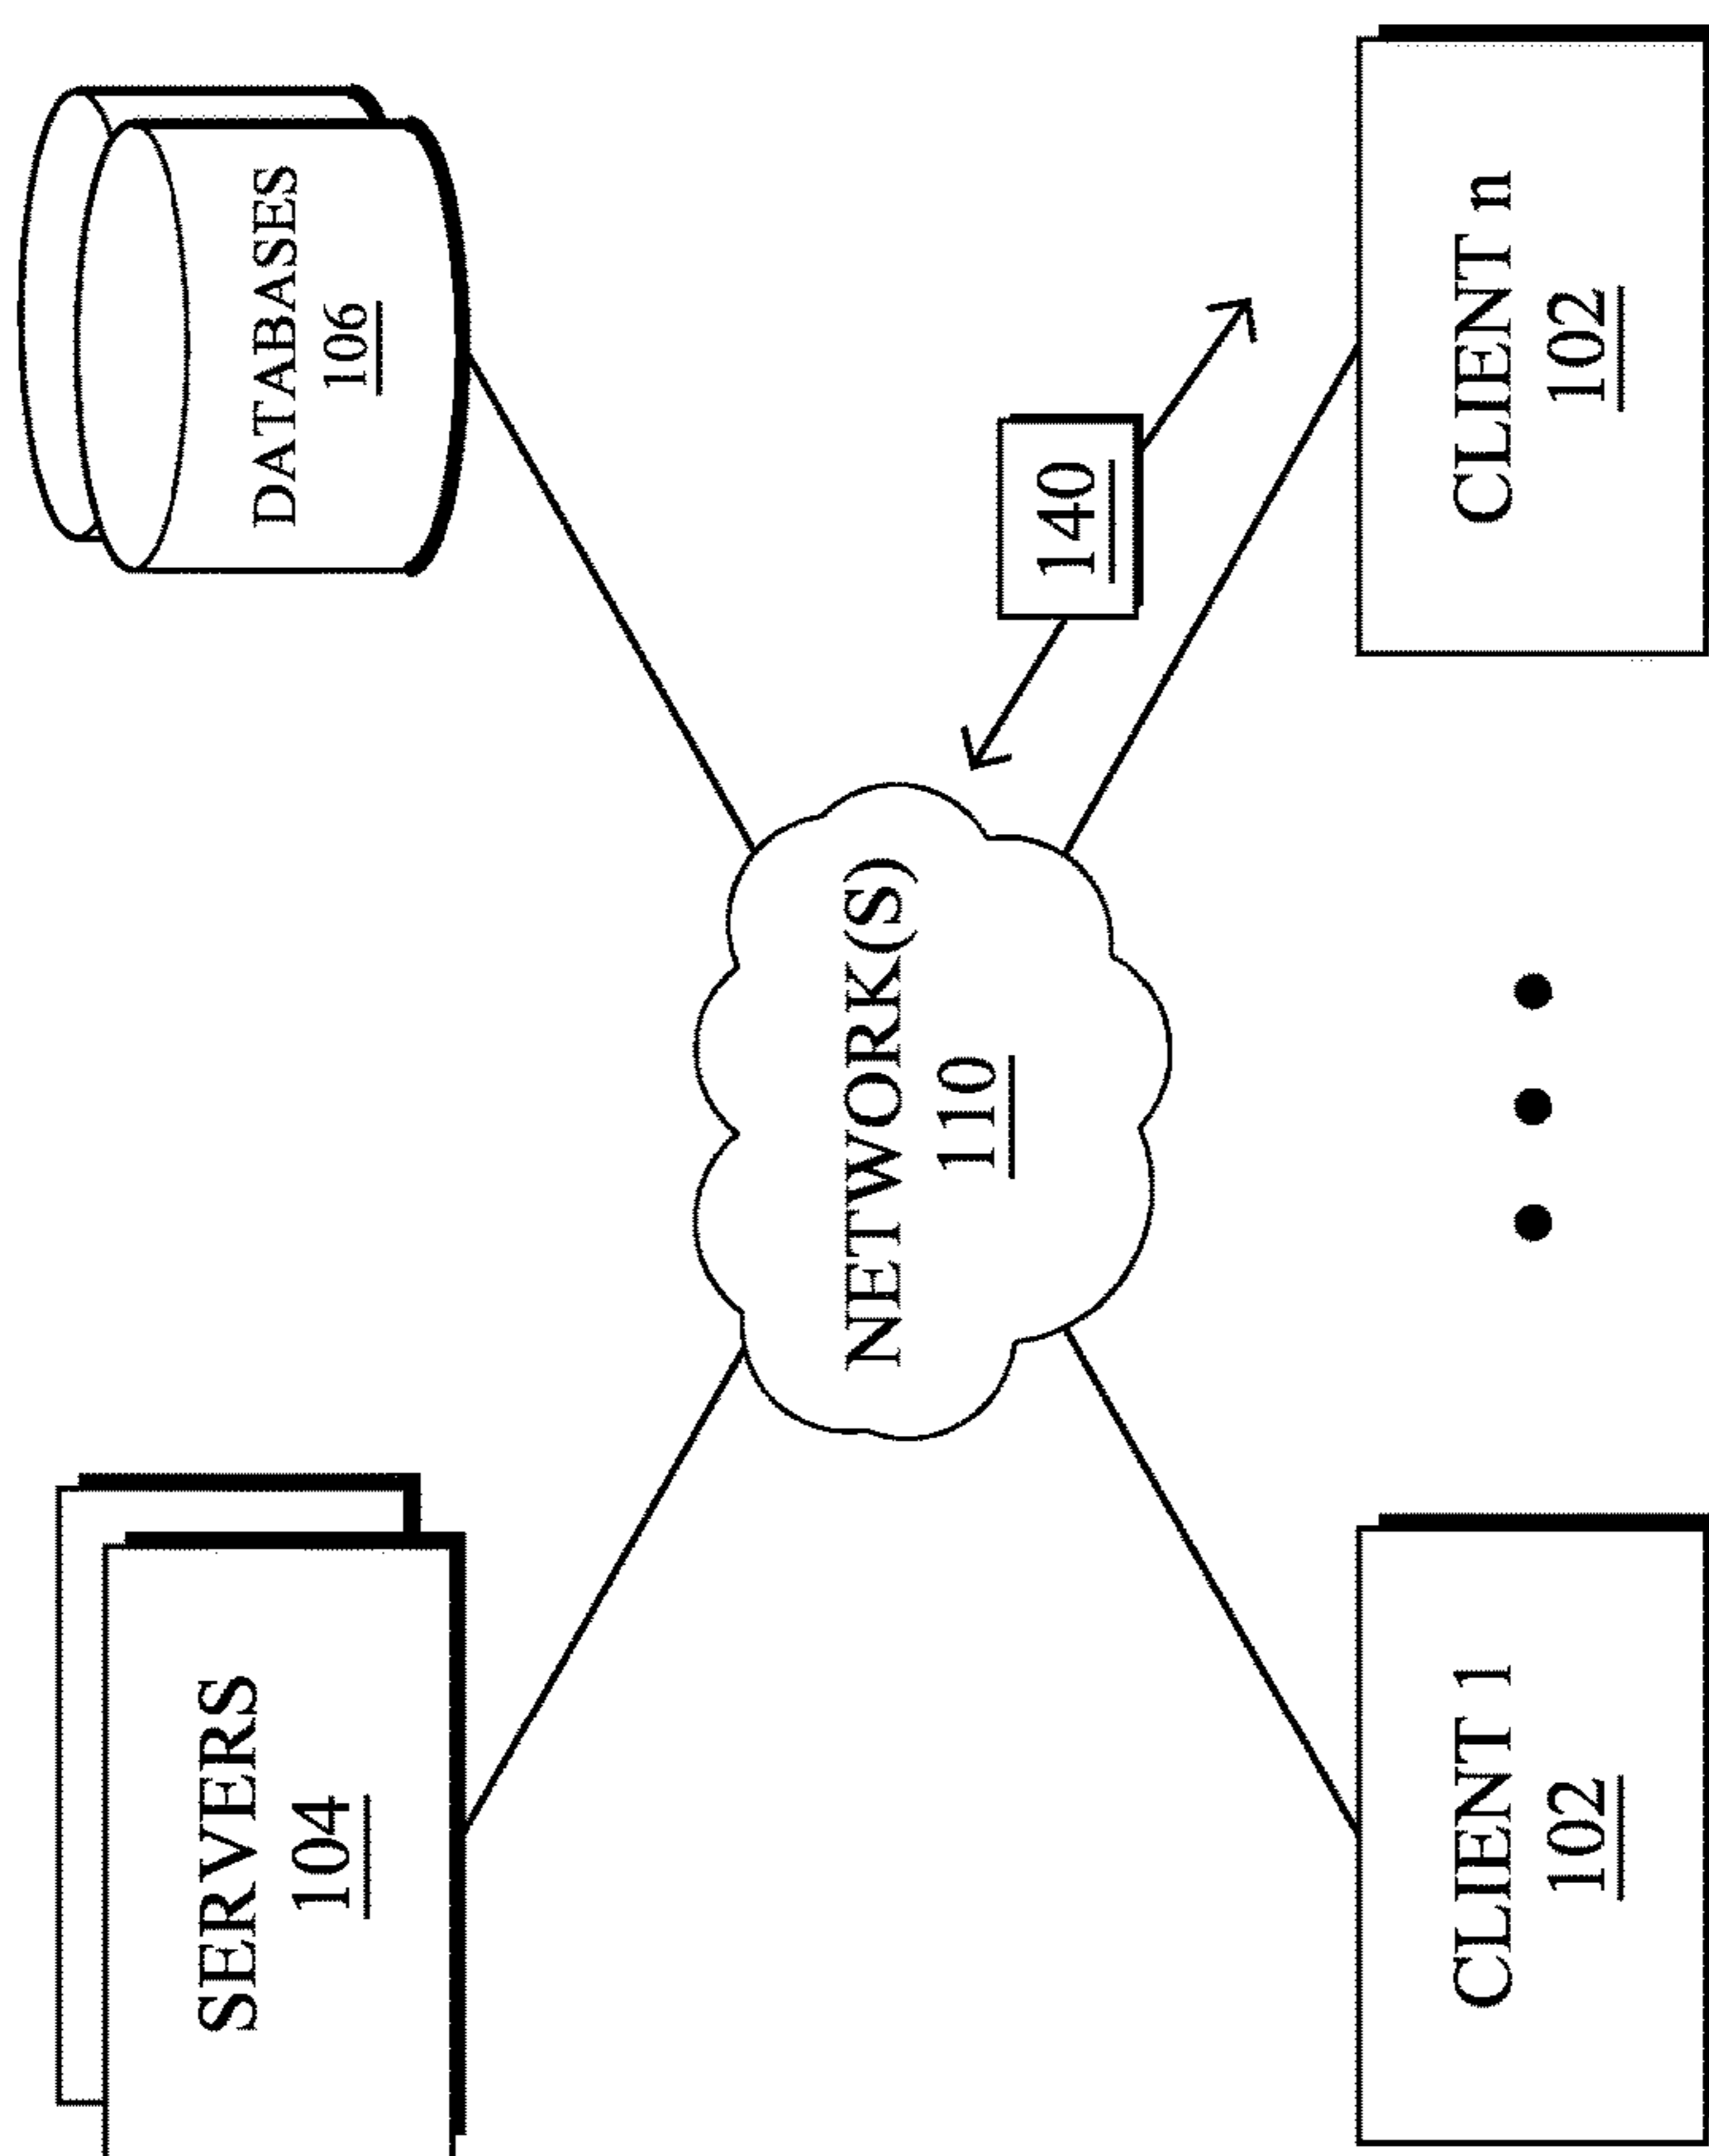 SERVERS
104
DATABASES
106
NETWORK(S)
110
140
CLIENT 1
102
CLIENT n
102